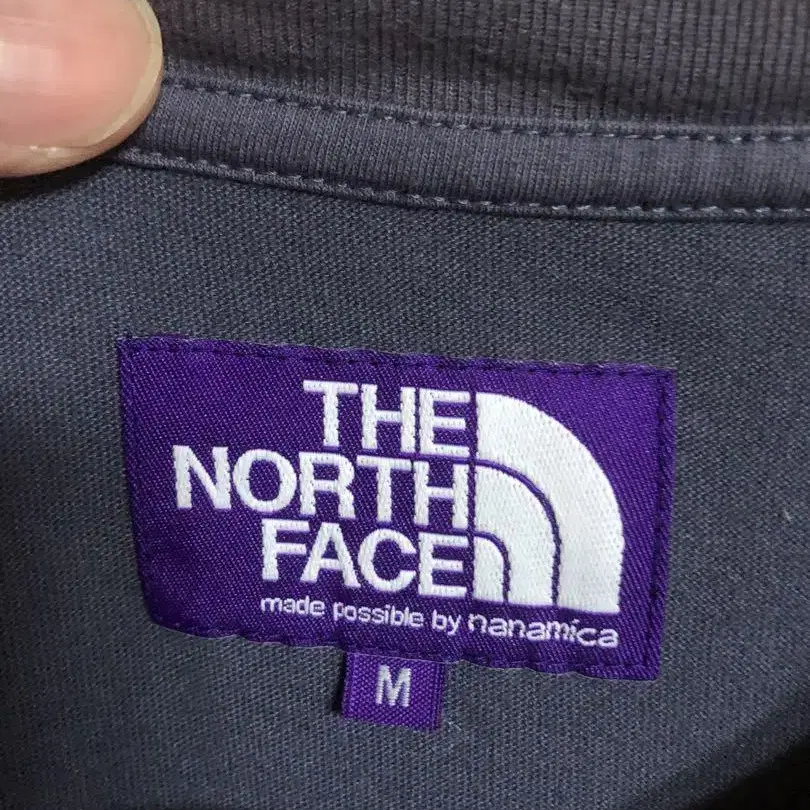 THE
NORTH
FACE
made possible by nanamica
M